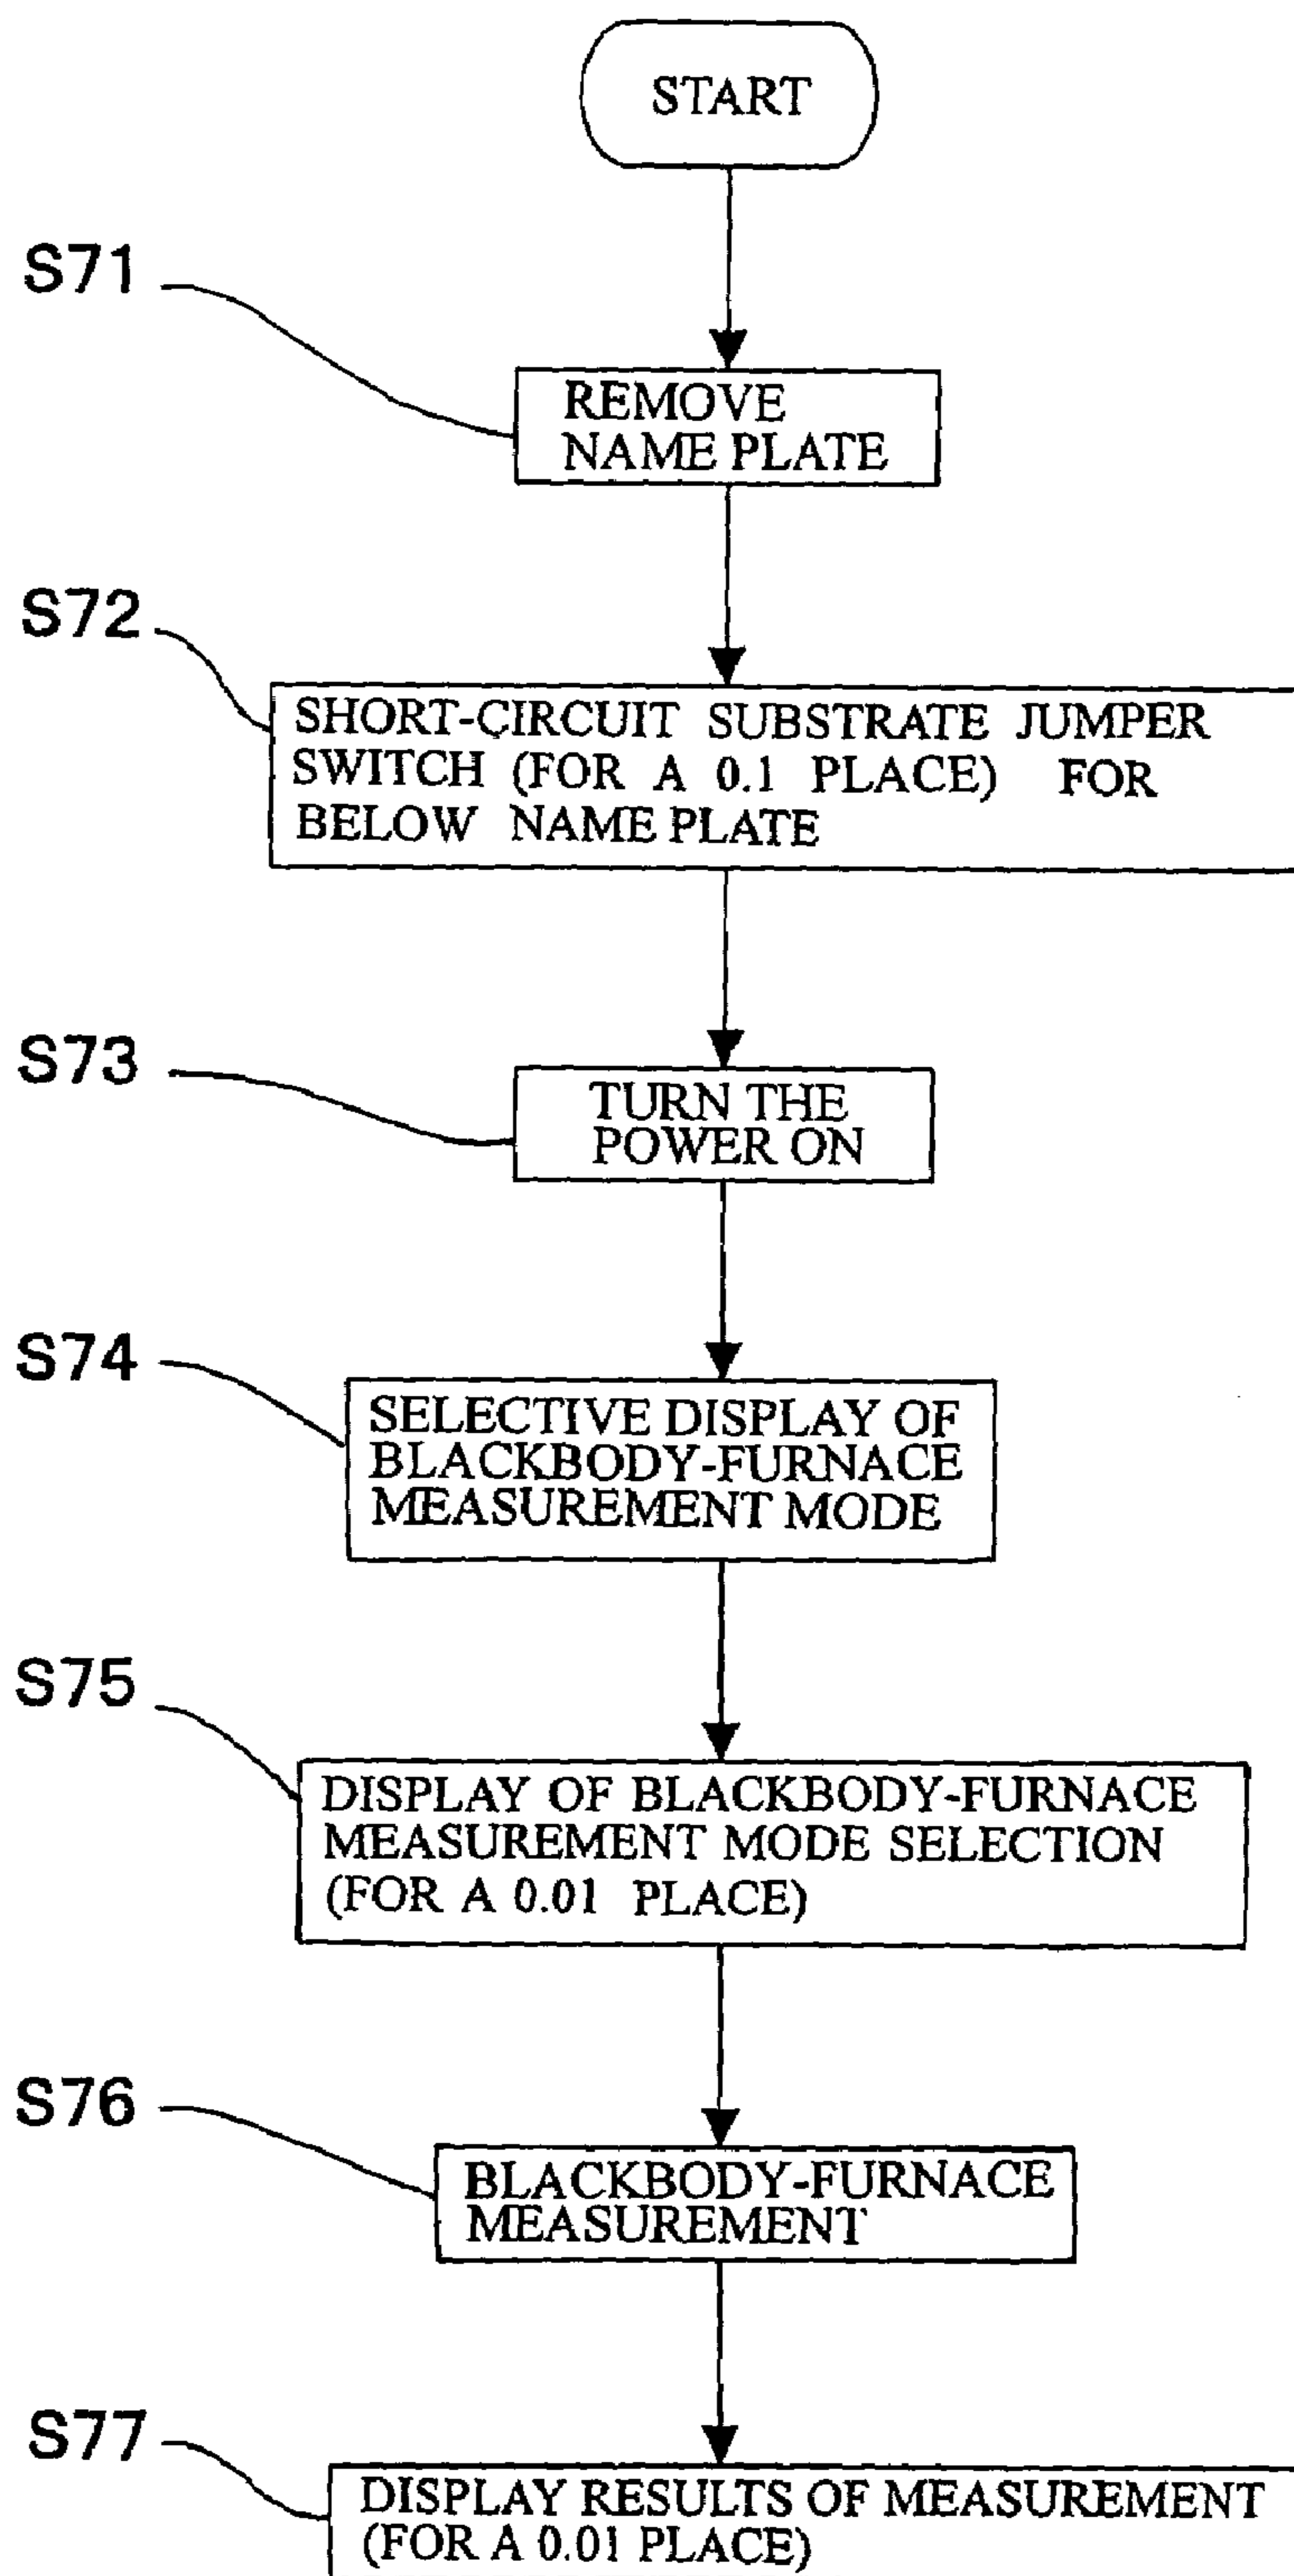 START
S71
REMOVE
NAME PLATE
S72
SHORT-CIRCUIT SUBSTRATE JUMPER
SWITCH (FOR A 0.1 PLACE) FOR
BELOW NAME PLATE
S73
TURN THE
POWER ON
S74
SELECTIVE DISPLAY OF
BLACKBODY-FURNACE
MEASUREMENT MODE
S75
DISPLAY OF BLACKBODY-FURNACE
MEASUREMENT MODE SELECTION
(FOR A 0.01 PLACE)
S76
BLACKBODY-FURNACE
MEASUREMENT
S77
DISPLAY RESULTS OF MEASUREMENT
(FOR A 0.01 PLACE)